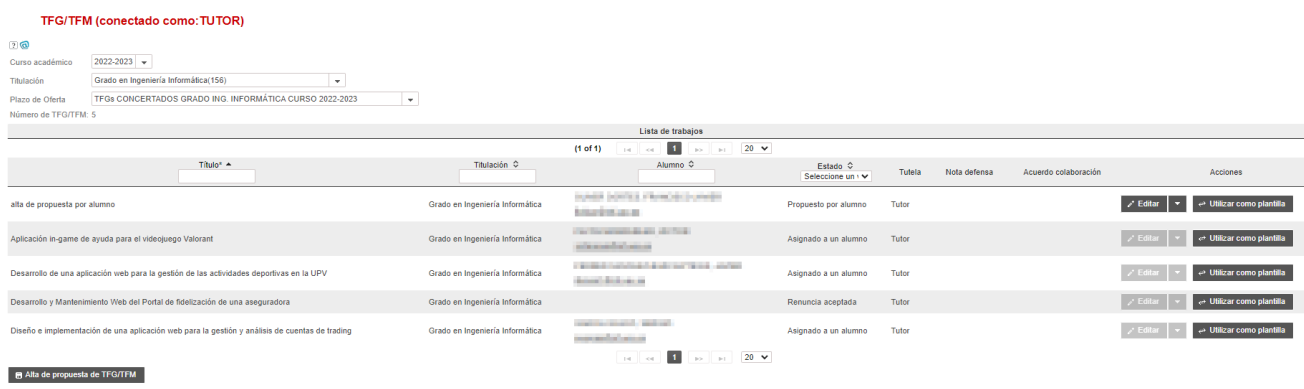 TFG/TFM (conectado como:TUTOR)
?
Curso académico 2022-2023
Titulación Grado en Ingeniería Informática(156)
Plazo de Oferta TFGs CONCERTADOS GRADO ING. INFORMÁTICA CURSO 2022-2023
Número de TFG/TFM: 5
Lista de trabajos
(1 of 1) 1 20
Título* Titulación Alumno Estado Tutela Nota defensa Acuerdo colaboración Acciones
Seleccione un
alta de propuesta por alumno Grado en Ingeniería Informática Propuesto por alumno Tutor Editar Utilizar como plantilla
Aplicación in-game de ayuda para el videojuego Valorant Grado en Ingeniería Informática Asignado a un alumno Tutor Editar Utilizar como plantilla
Desarrollo de una aplicación web para la gestión de las actividades deportivas en la UPV Grado en Ingeniería Informática Asignado a un alumno Tutor Editar Utilizar como plantilla
Desarrollo y Mantenimiento Web del Portal de fidelización de una aseguradora Grado en Ingeniería Informática Renuncia aceptada Tutor Editar Utilizar como plantilla
Diseño e implementación de una aplicación web para la gestión y análisis de cuentas de trading Grado en Ingeniería Informática Asignado a un alumno Tutor Editar Utilizar como plantilla
1 20
Alta de propuesta de TFG/TFM